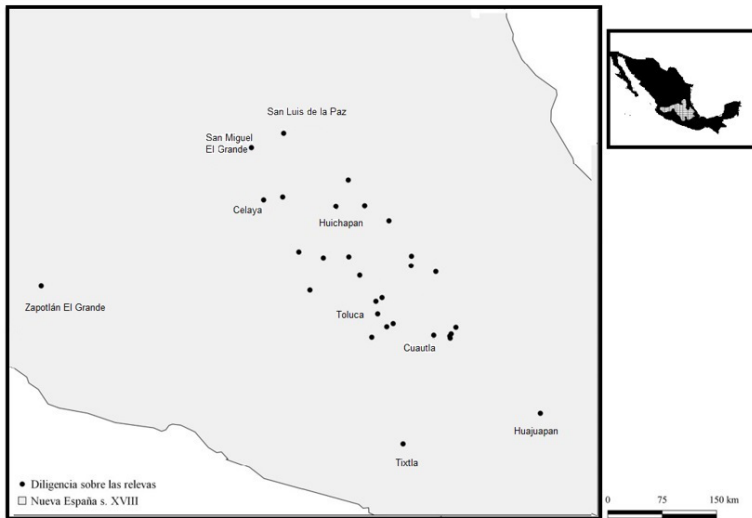 San Luis de la Paz
San Miguel
El Grande
Celaya
Huichapan
Zapotlán El Grande
Toluca
Cuautla
Huajuapan
Tixtla
Diligencia sobre las relevas
Nueva España s. XVIII
0 75 150 km